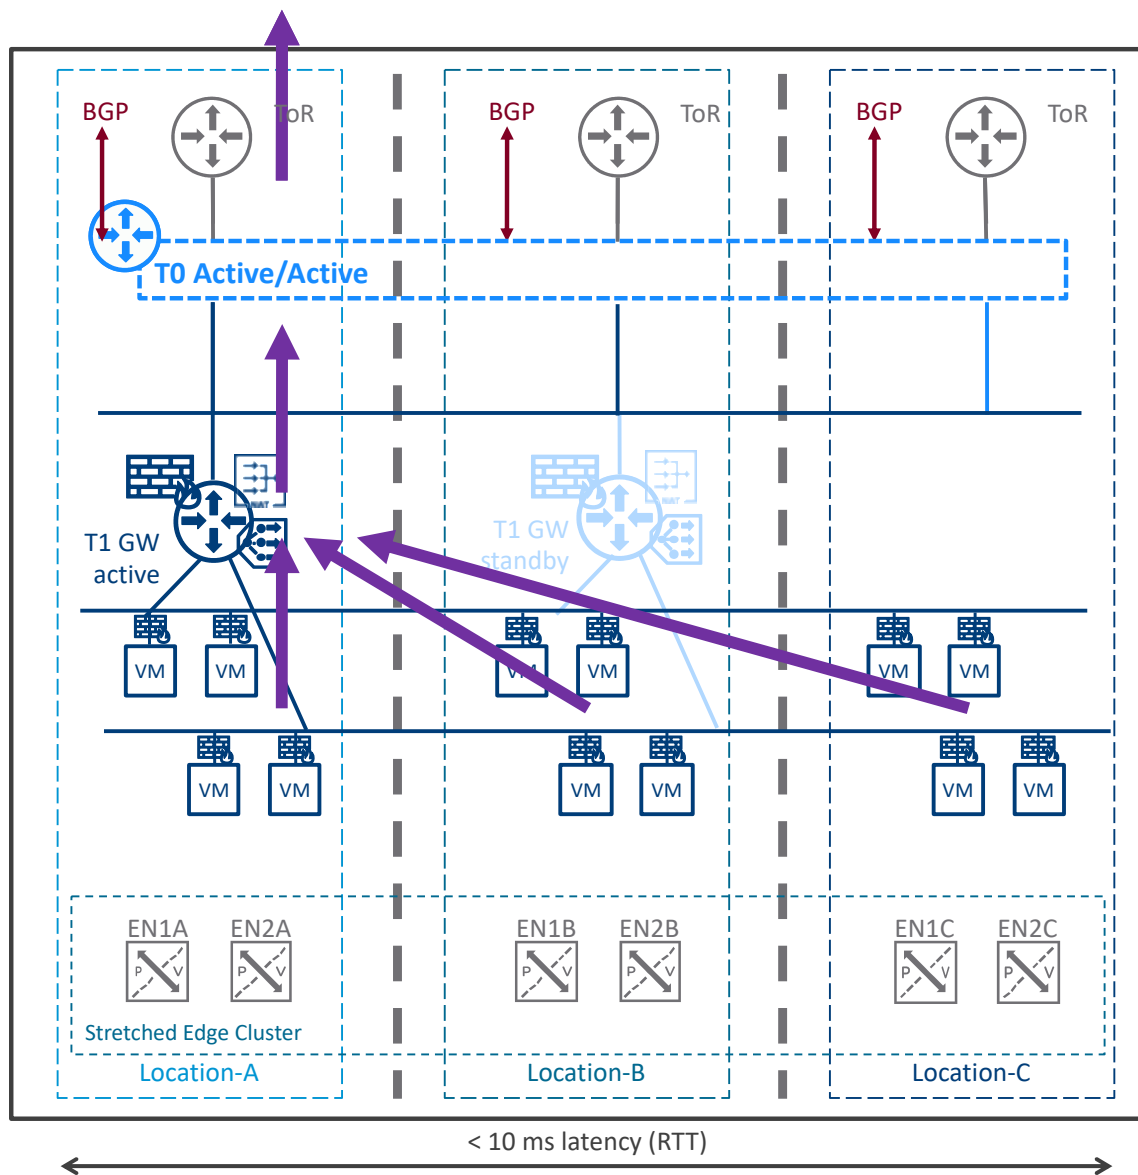 BGP
ToR
BGP
ToR
BGP
ToR
T0 Active/Active
NAT
NAT
T1 GW
active
T1 GW
standby
VM
VM
VM
VM
VM
VM
VM
VM
VM
VM
VM
VM
EN1A
EN2A
EN1B
EN2B
EN1C
EN2C
P
V
P
V
P
V
P
V
P
V
P
V
Stretched Edge Cluster
Location-A
Location-B
Location-C
< 10 ms latency (RTT)